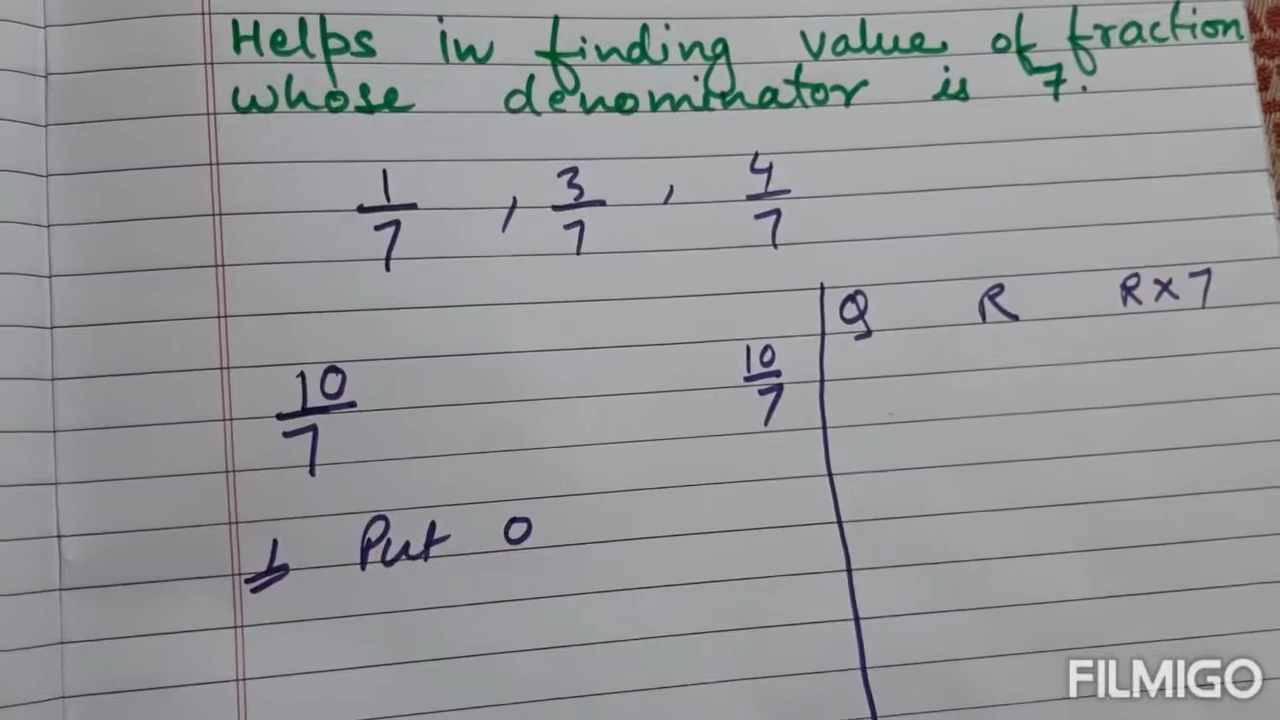 Helps in finding value of fraction
whose denominator is 7.
1/7 , 3/7 , 4/7
Q R R×7
10/7 10/7
1 Put 0
FILMIGO